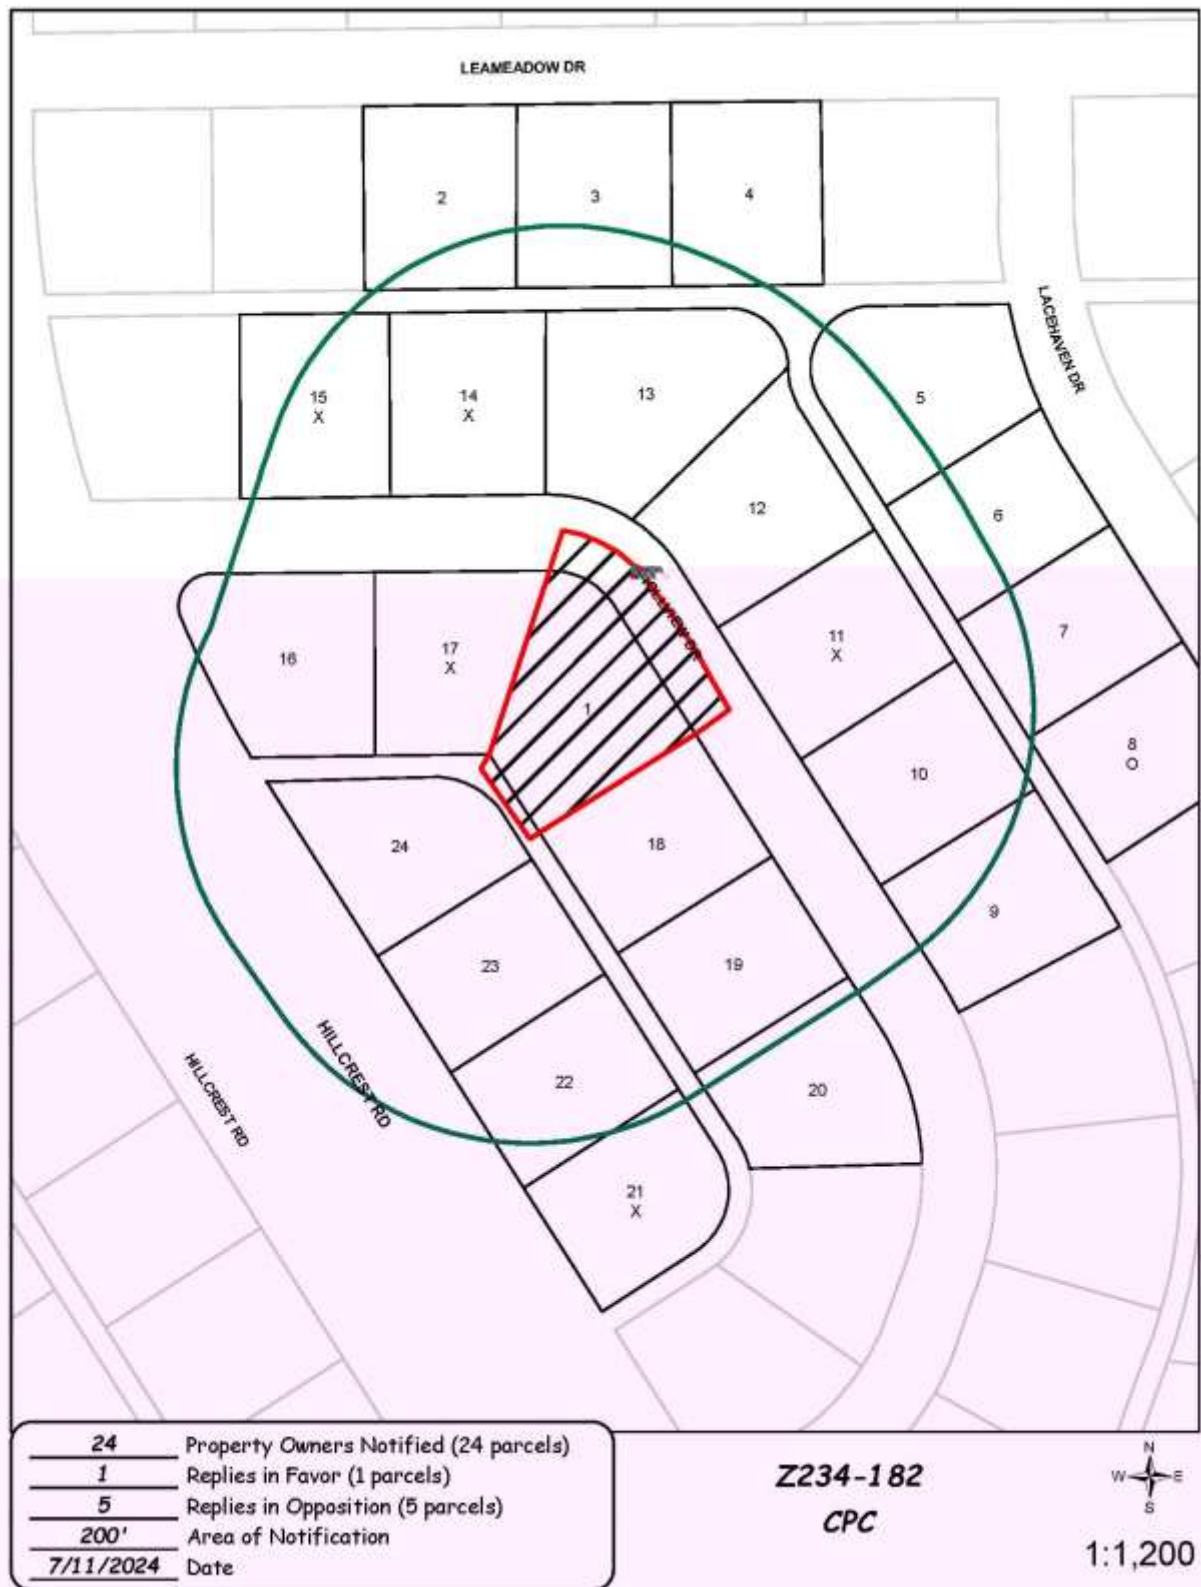 LEAMEADOW DR
2
3
4
LACEHAVEN DR
15
X
14
X
13
5
12
6
16
17
X
1
11
X
7
10
8
O
24
18
9
23
19
22
20
HILLCREST RD
HILLCREST RD
21
X
24 Property Owners Notified (24 parcels)
1 Replies in Favor (1 parcels)
5 Replies in Opposition (5 parcels)
200' Area of Notification
7/11/2024 Date
Z234-182
CPC
N
W E
S
1:1,200